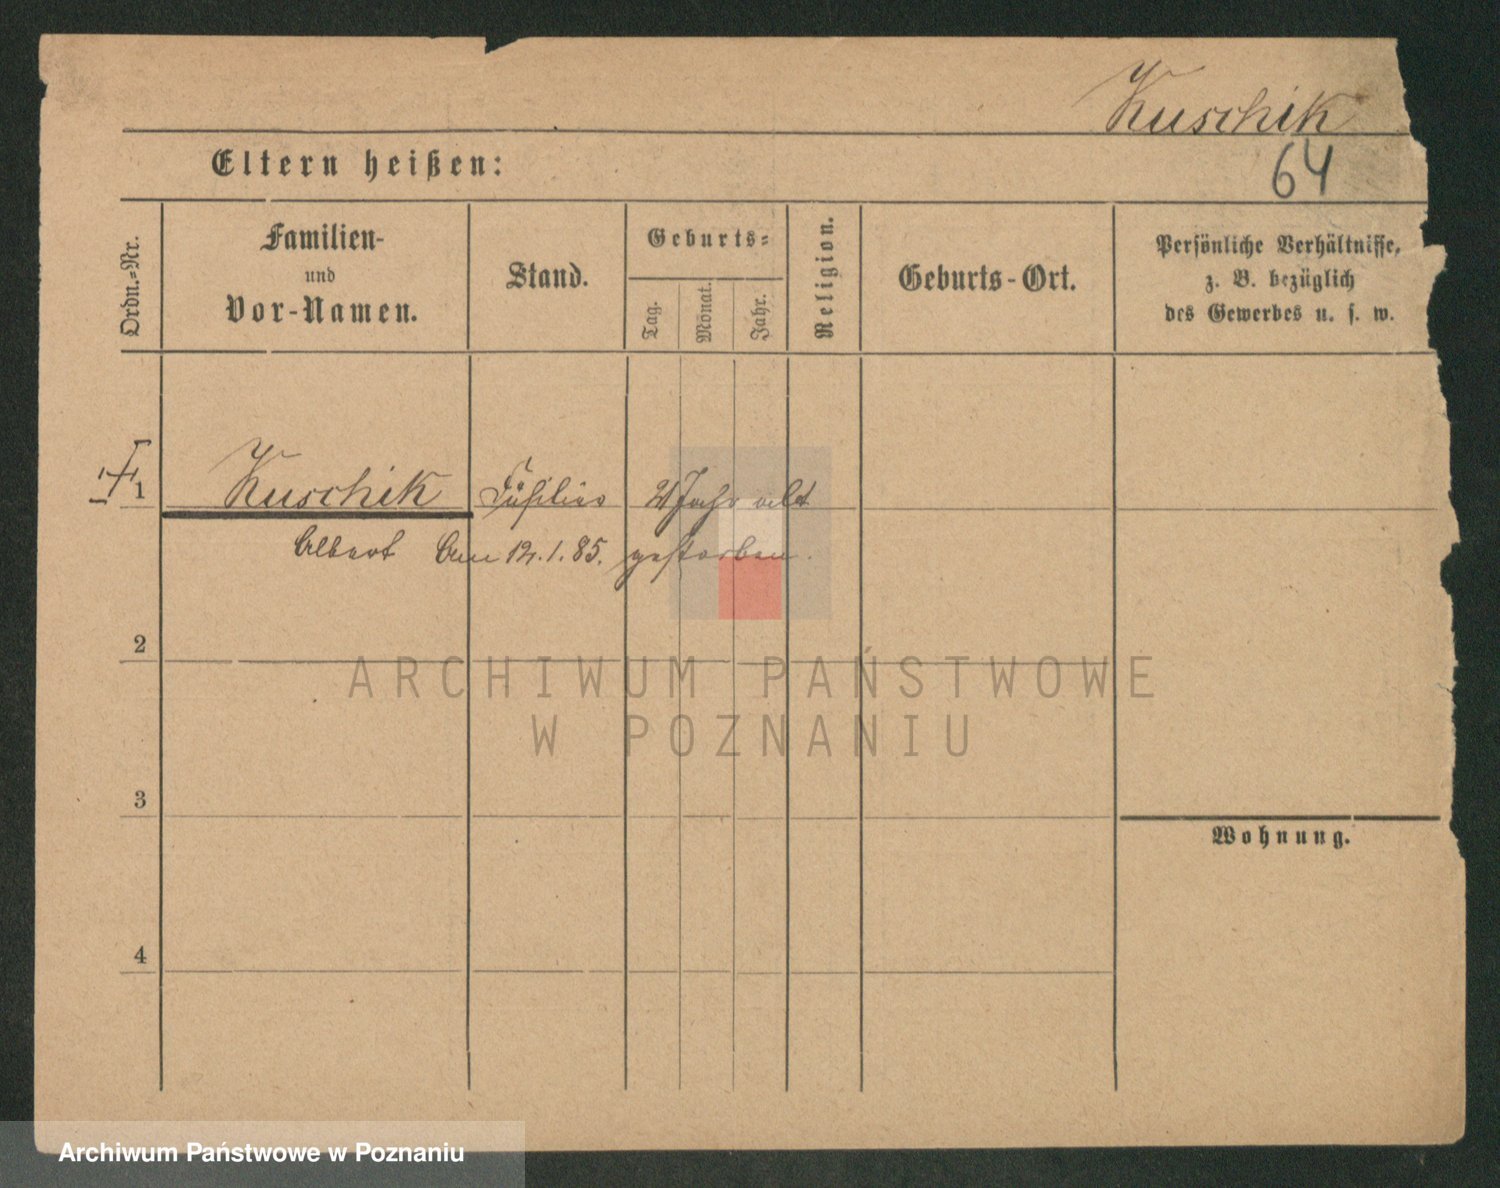 Kuschik
64
Eltern heißen:
Ordn.-Nr.
Familien-
und
Vor-Namen.
Stand.
Geburts-
Tag.
Monat.
Jahr.
Religion.
Geburts-Ort.
Persönliche Verhältnisse,
z. B. bezüglich
des Gewerbes u. s. w.
1 Kuschik Füsilier Jahr alt
Albert Am 12.1.85. gestorben.
2
ARCHIWUM PAŃSTWOWE
W POZNANIU
3
Wohnung.
4
Archiwum Państwowe w Poznaniu